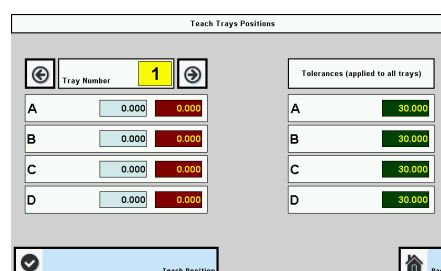 Teach Trays Positions
Tray Number 1
Tolerances (applied to all trays)
A 0.000 0.000
A 30.000
B 0.000 0.000
B 30.000
C 0.000 0.000
C 30.000
D 0.000 0.000
D 30.000
Teach Position